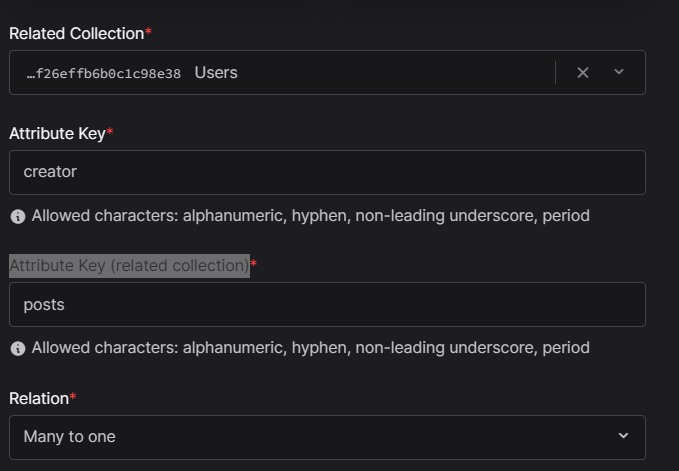 Related Collection*
…f26effb6b0c1c98e38 Users
Attribute Key*
creator
Allowed characters: alphanumeric, hyphen, non-leading underscore, period
Attribute Key (related collection)*
posts
Allowed characters: alphanumeric, hyphen, non-leading underscore, period
Relation*
Many to one